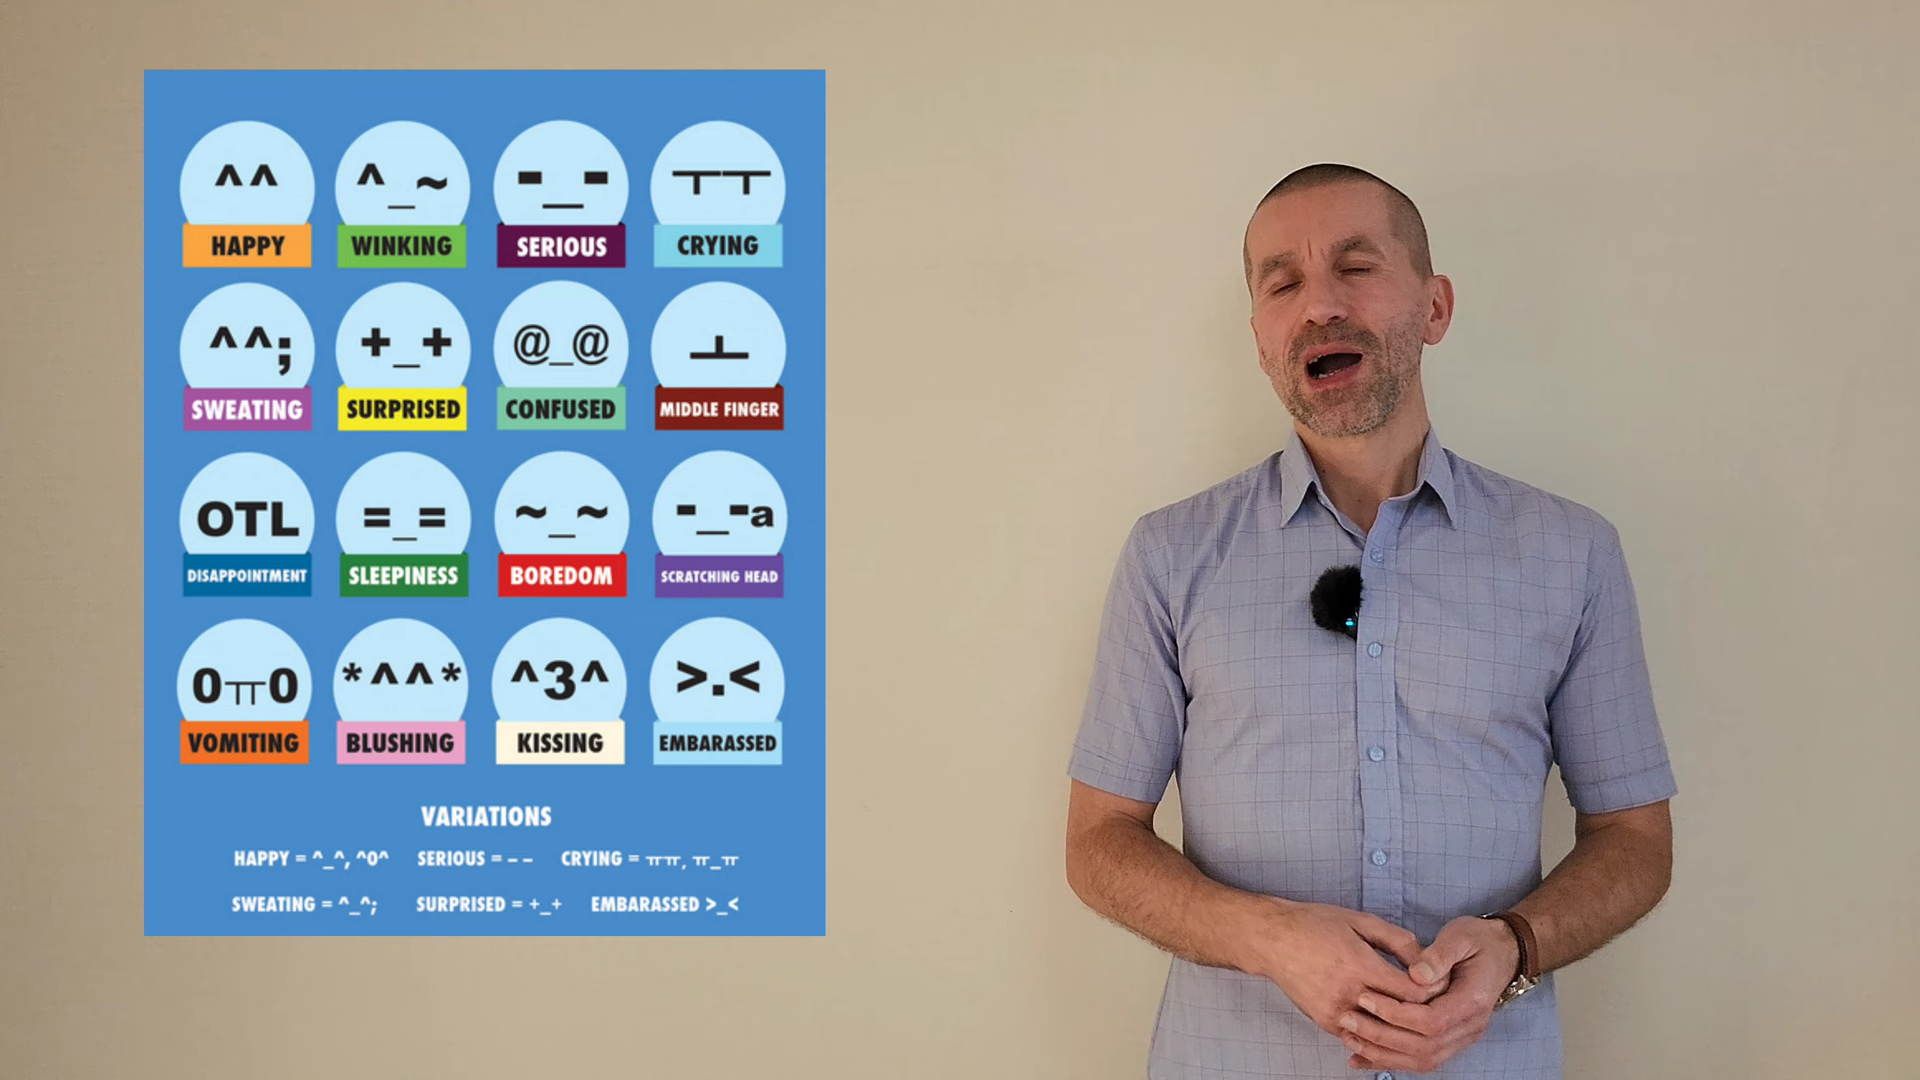 ^^ ^_~ -_- ㅜㅜ
HAPPY WINKING SERIOUS CRYING
^^; +_+ @_@ ㅗ
SWEATING SURPRISED CONFUSED MIDDLE FINGER
OTL =_= ~_~ -_-a
DISAPPOINTMENT SLEEPINESS BOREDOM SCRATCHING HEAD
0ㅠ0 *^^* ^3^ >.<
VOMITING BLUSHING KISSING EMBARASSED
VARIATIONS
HAPPY = ^_^, ^0^ SERIOUS = - - CRYING = ㅠㅠ, ㅠ_ㅠ
SWEATING = ^_^; SURPRISED = +_+ EMBARASSED >_<